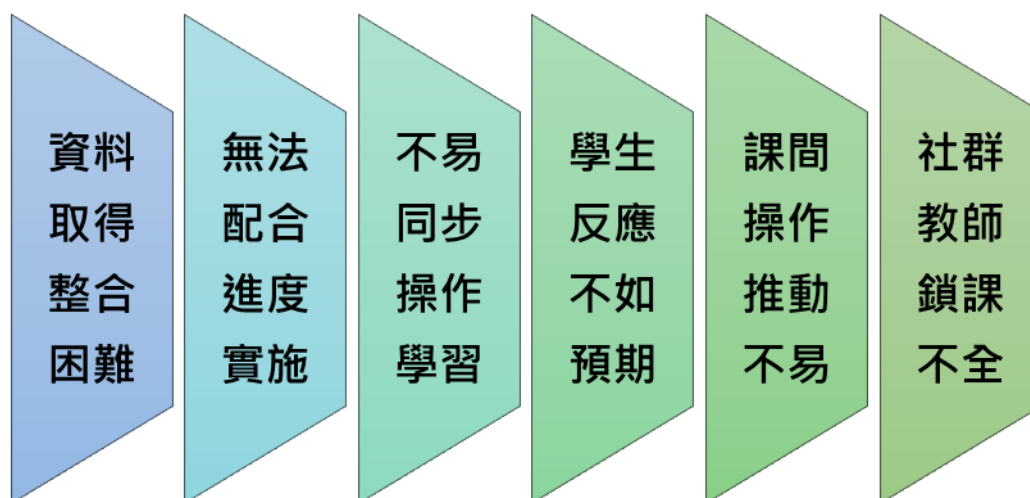 資料
取得
整合
困難
無法
配合
進度
實施
不易
同步
操作
學習
學生
反應
不如
預期
課間
操作
推動
不易
社群
教師
鎖課
不全